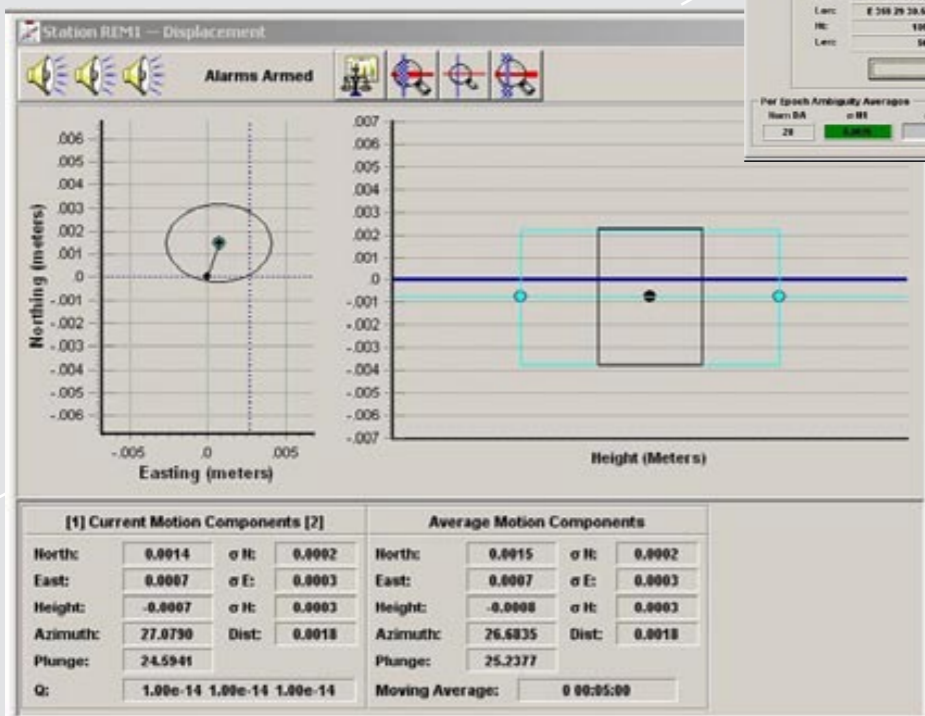 Station REM1 — Displacement
Alarms Armed
Lon:
Ht:
Per Epoch Ambiguity Averages
Num DA
σ N1
28
.006
.005
.004
.003
.002
.001
.0
-.001
-.002
-.003
-.004
-.005
-.006
Northing (meters)
-.005
.0
.005
Easting (meters)
.007
.006
.005
.004
.003
.002
.001
.0
-.001
-.002
-.003
-.004
-.005
-.006
-.007
Height (Meters)
[1] Current Motion Components [2]
North: 0.0014 σ N: 0.0002
East: 0.0007 σ E: 0.0003
Height: -0.0007 σ H: 0.0003
Azimuth: 27.0790 Dist: 0.0018
Plunge: 24.5941
Q: 1.00e-14 1.00e-14 1.00e-14
Average Motion Components
North: 0.0015 σ N: 0.0002
East: 0.0007 σ E: 0.0003
Height: -0.0008 σ H: 0.0003
Azimuth: 26.6835 Dist: 0.0018
Plunge: 25.2377
Moving Average: 0 00:05:00